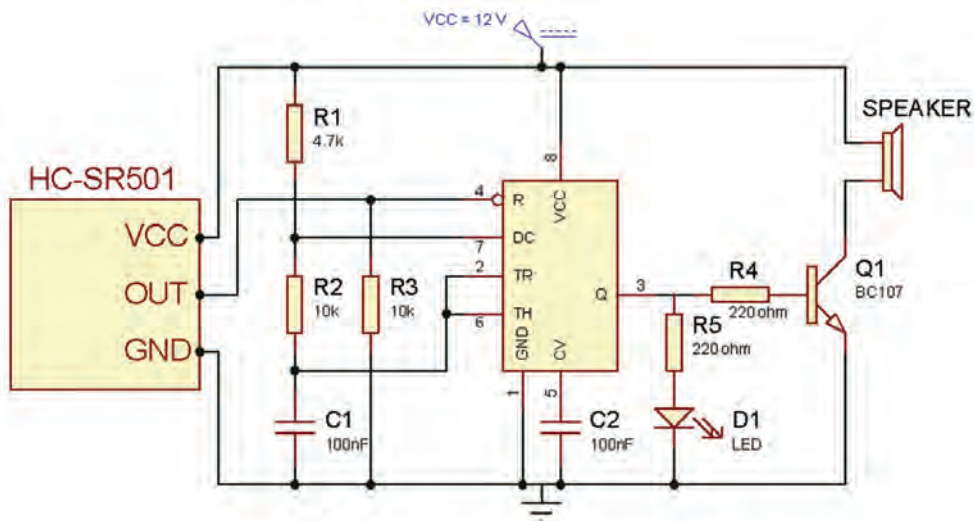 VCC = 12 V
SPEAKER
R1
4.7k
HC-SR501
VCC
OUT
GND
4
R
8
VCC
7
DC
2
TR
6
TH
Q
3
GND
CV
1
5
R2
10k
R3
10k
R4
220 ohm
Q1
BC107
R5
220 ohm
C1
100nF
C2
100nF
D1
LED